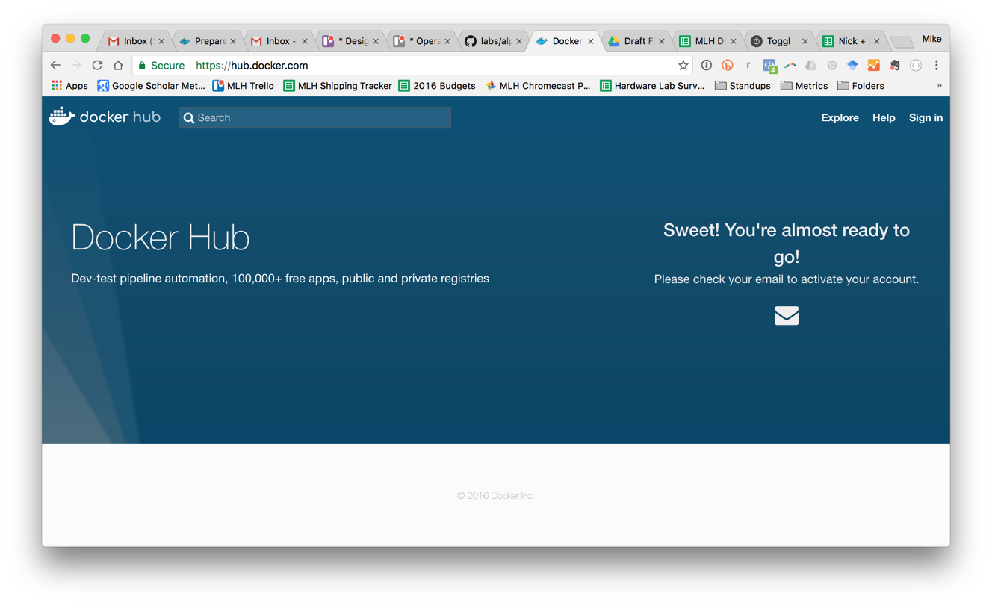 Inbox (
Prepare
Inbox -
* Desig
* Opera
labs/alp
Docker
Draft F
MLH D
Toggl
Nick +
Mike
Secure
https://hub.docker.com
Apps
Google Scholar Met...
MLH Trello
MLH Shipping Tracker
2016 Budgets
MLH Chromecast P...
Hardware Lab Surv...
Standups
Metrics
Folders
»
docker hub
Search
Explore
Help
Sign in
Docker Hub
Dev-test pipeline automation, 100,000+ free apps, public and private registries
Sweet! You're almost ready to
go!
Please check your email to activate your account.
© 2016 Docker Inc.